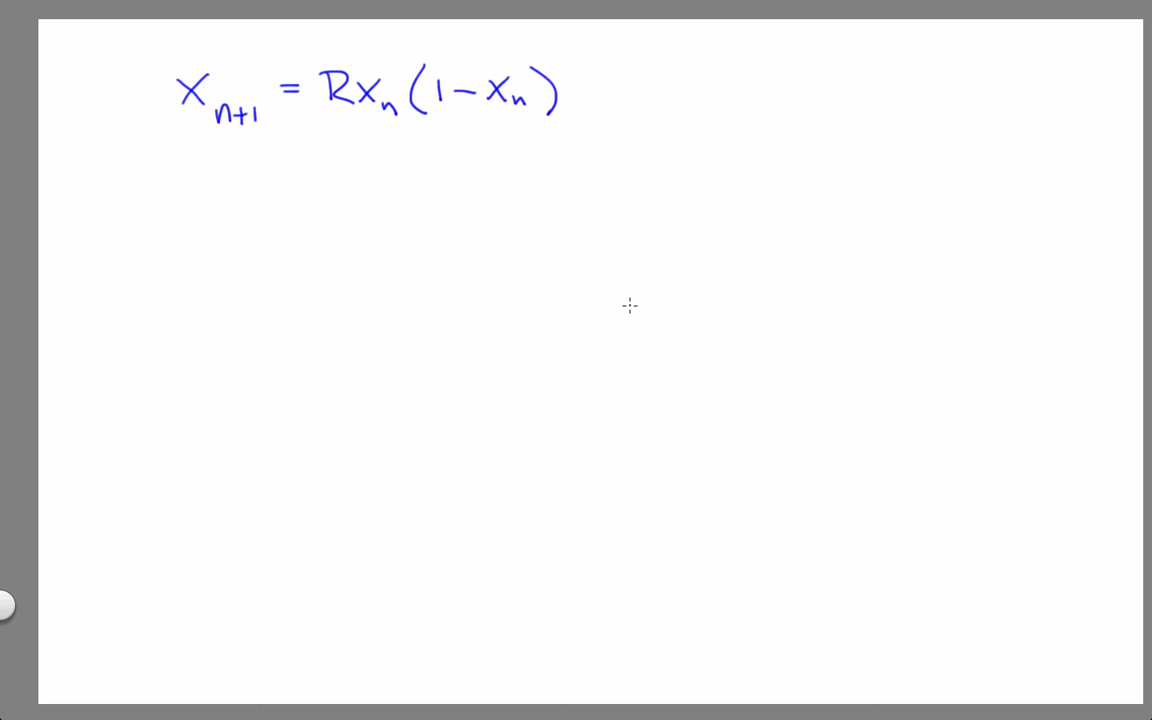 X_{n+1} = RX_n(1-X_n)